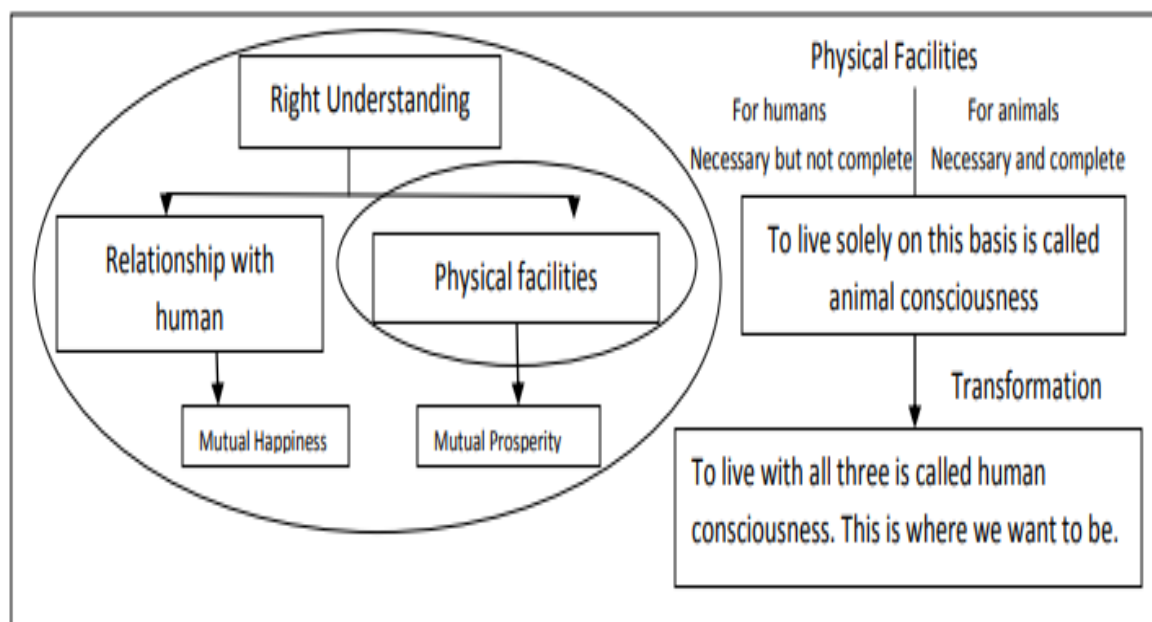 Right Understanding
Relationship with
human
Physical facilities
Mutual Happiness
Mutual Prosperity
Physical Facilities
For humans
For animals
Necessary but not complete
Necessary and complete
To live solely on this basis is called
animal consciousness
Transformation
To live with all three is called human
consciousness. This is where we want to be.